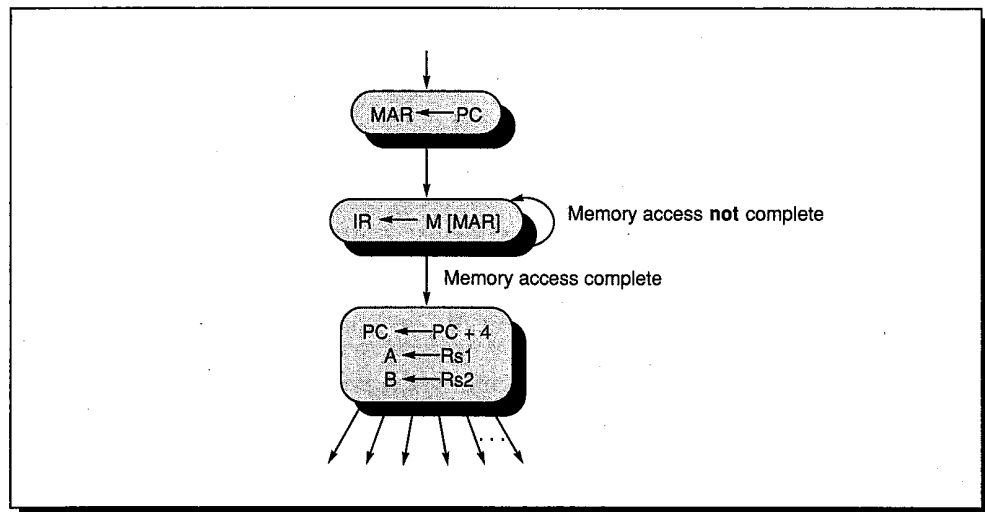 MAR ← PC
IR ← M [MAR]
Memory access not complete
Memory access complete
PC ← PC + 4
A ← Rs1
B ← Rs2
...